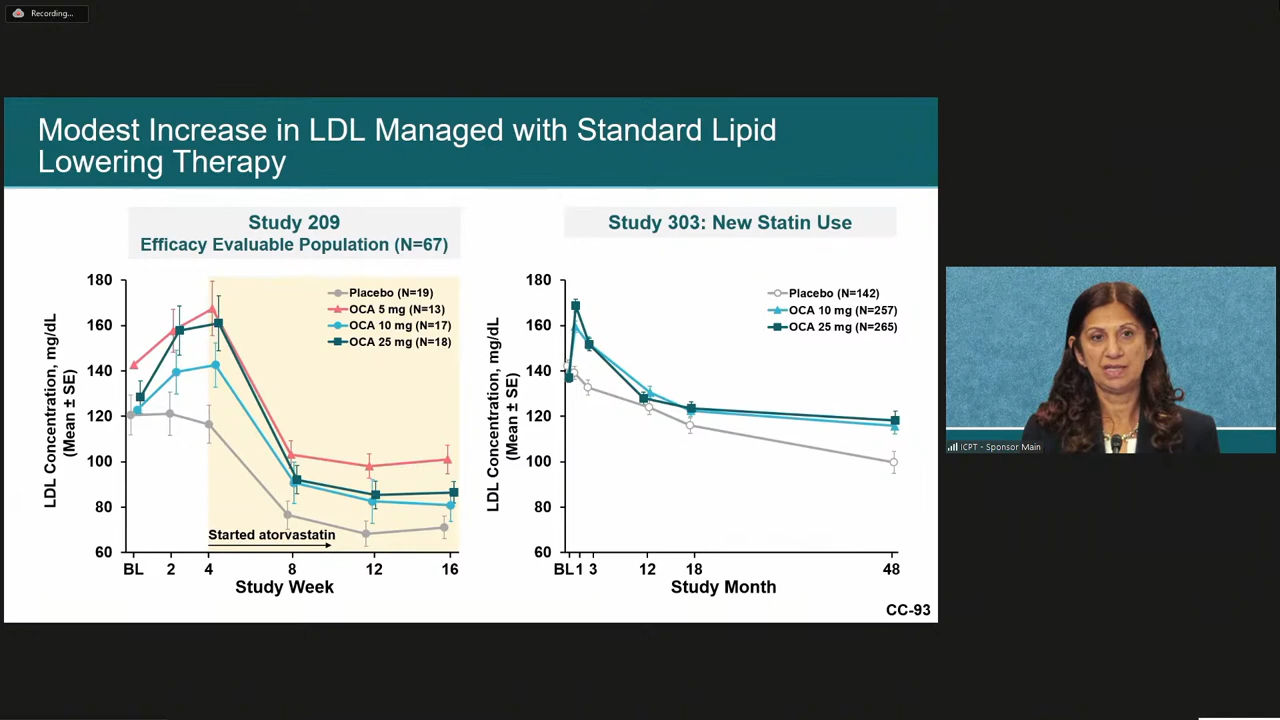 Recording...
Modest Increase in LDL Managed with Standard Lipid
Lowering Therapy
Study 209
Efficacy Evaluable Population (N=67)
LDL Concentration, mg/dL
(Mean ± SE)
180
160
140
120
100
80
60
Placebo (N=19)
OCA 5 mg (N=13)
OCA 10 mg (N=17)
OCA 25 mg (N=18)
Started atorvastatin
BL 2 4 8 12 16
Study Week
Study 303: New Statin Use
LDL Concentration, mg/dL
(Mean ± SE)
180
160
140
120
100
80
60
Placebo (N=142)
OCA 10 mg (N=257)
OCA 25 mg (N=265)
BL 1 3 12 18 48
Study Month
CC-93
ICPT - Sponsor Main